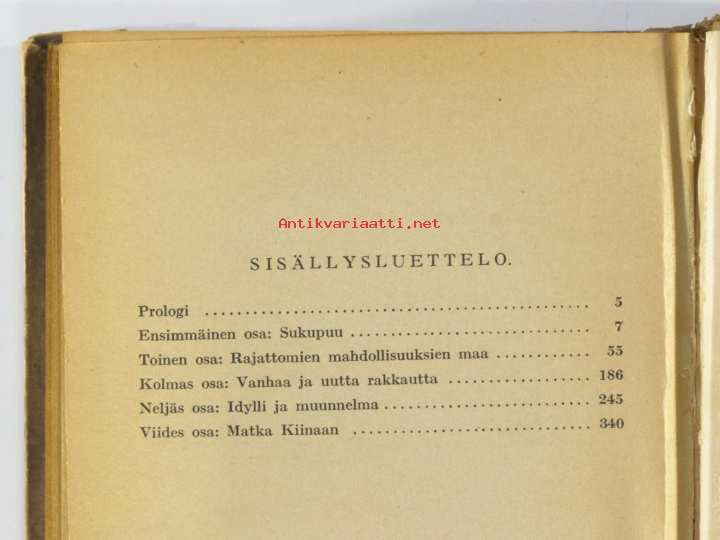 Antikvariaatti.net
SISÄLLYSLUETTELO.
Prologi ................................................ 5
Ensimmäinen osa: Sukupuu .............................. 7
Toinen osa: Rajattomien mahdollisuuksien maa ............ 55
Kolmas osa: Vanhaa ja uutta rakkautta .................. 186
Neljäs osa: Idylli ja muunnelma .......................... 245
Viides osa: Matka Kiinaan .............................. 340